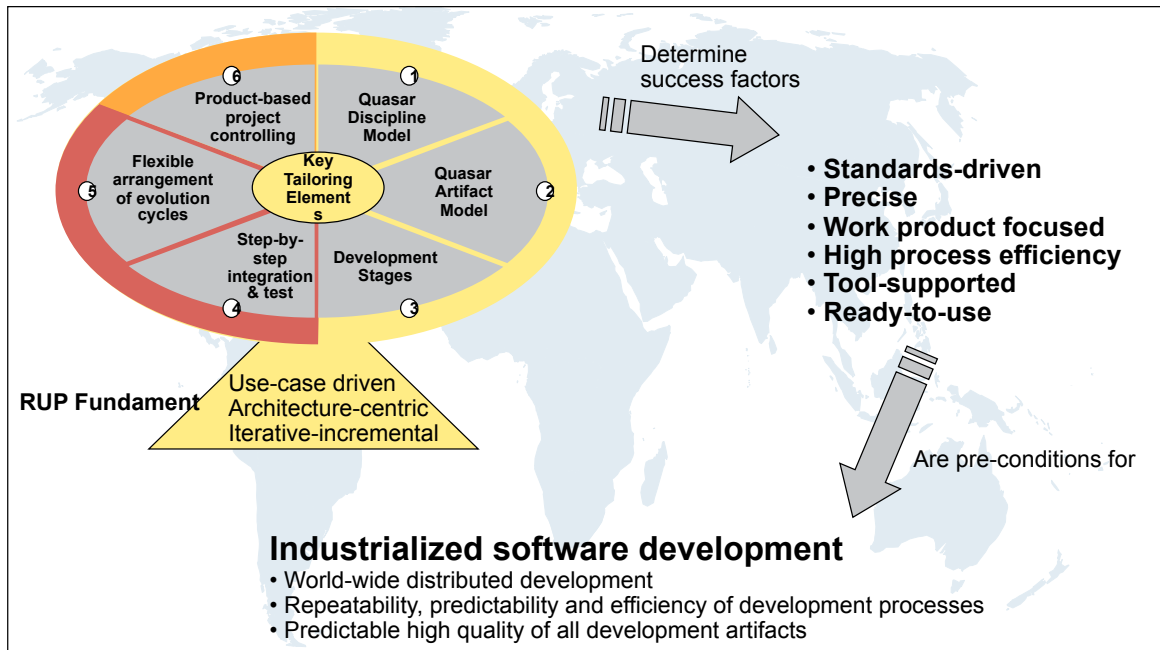 6
Product-based
project
controlling
1
Quasar
Discipline
Model
5
Flexible
arrangement
of evolution
cycles
Key
Tailoring
Element
s
Quasar
Artifact
Model
2
Step-by-
step
integration
& test
4
Development
Stages
3
RUP Fundament
Use-case driven
Architecture-centric
Iterative-incremental
Determine
success factors
• Standards-driven
• Precise
• Work product focused
• High process efficiency
• Tool-supported
• Ready-to-use
Are pre-conditions for
Industrialized software development
• World-wide distributed development
• Repeatability, predictability and efficiency of development processes
• Predictable high quality of all development artifacts